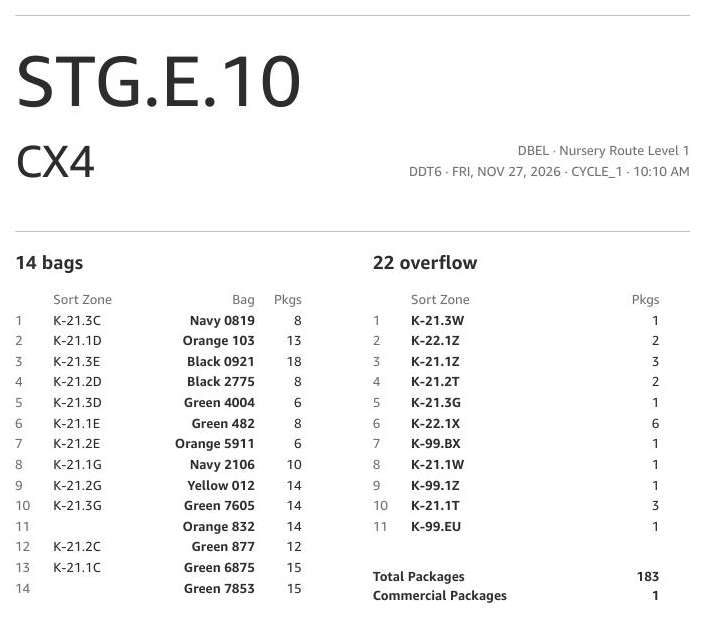 STG.E.10
CX4
DBEL · Nursery Route Level 1
DDT6 · FRI, NOV 27, 2026 · CYCLE_1 · 10:10 AM
14 bags
Sort Zone Bag Pkgs
1 K-21.3C Navy 0819 8
2 K-21.1D Orange 103 13
3 K-21.3E Black 0921 18
4 K-21.2D Black 2775 8
5 K-21.3D Green 4004 6
6 K-21.1E Green 482 8
7 K-21.2E Orange 5911 6
8 K-21.1G Navy 2106 10
9 K-21.2G Yellow 012 14
10 K-21.3G Green 7605 14
11 Orange 832 14
12 K-21.2C Green 877 12
13 K-21.1C Green 6875 15
14 Green 7853 15
22 overflow
Sort Zone Pkgs
1 K-21.3W 1
2 K-22.1Z 2
3 K-21.1Z 3
4 K-21.2T 2
5 K-21.3G 1
6 K-22.1X 6
7 K-99.BX 1
8 K-21.1W 1
9 K-99.1Z 1
10 K-21.1T 3
11 K-99.EU 1
Total Packages 183
Commercial Packages 1